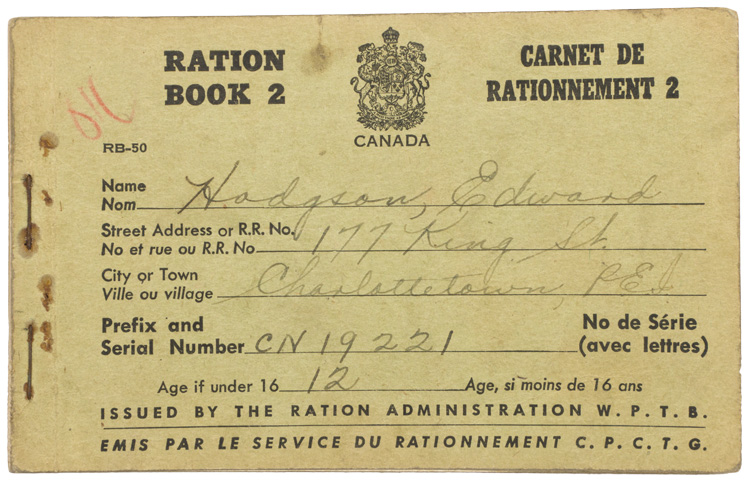 RATION BOOK 2
CANADA
CARNET DE RATIONNEMENT 2
OK
RB-50
Name Hodgson, Edward
Nom
Street Address or R.R. No. 177 King St.
No et rue ou R.R. No
City or Town Charlottetown, P.E.I
Ville ou village
Prefix and Serial Number CN 19221 No de Série (avec lettres)
Age if under 16 12 Age, si moins de 16 ans
ISSUED BY THE RATION ADMINISTRATION W. P. T. B.
EMIS PAR LE SERVICE DU RATIONNEMENT C. P. C. T. G.